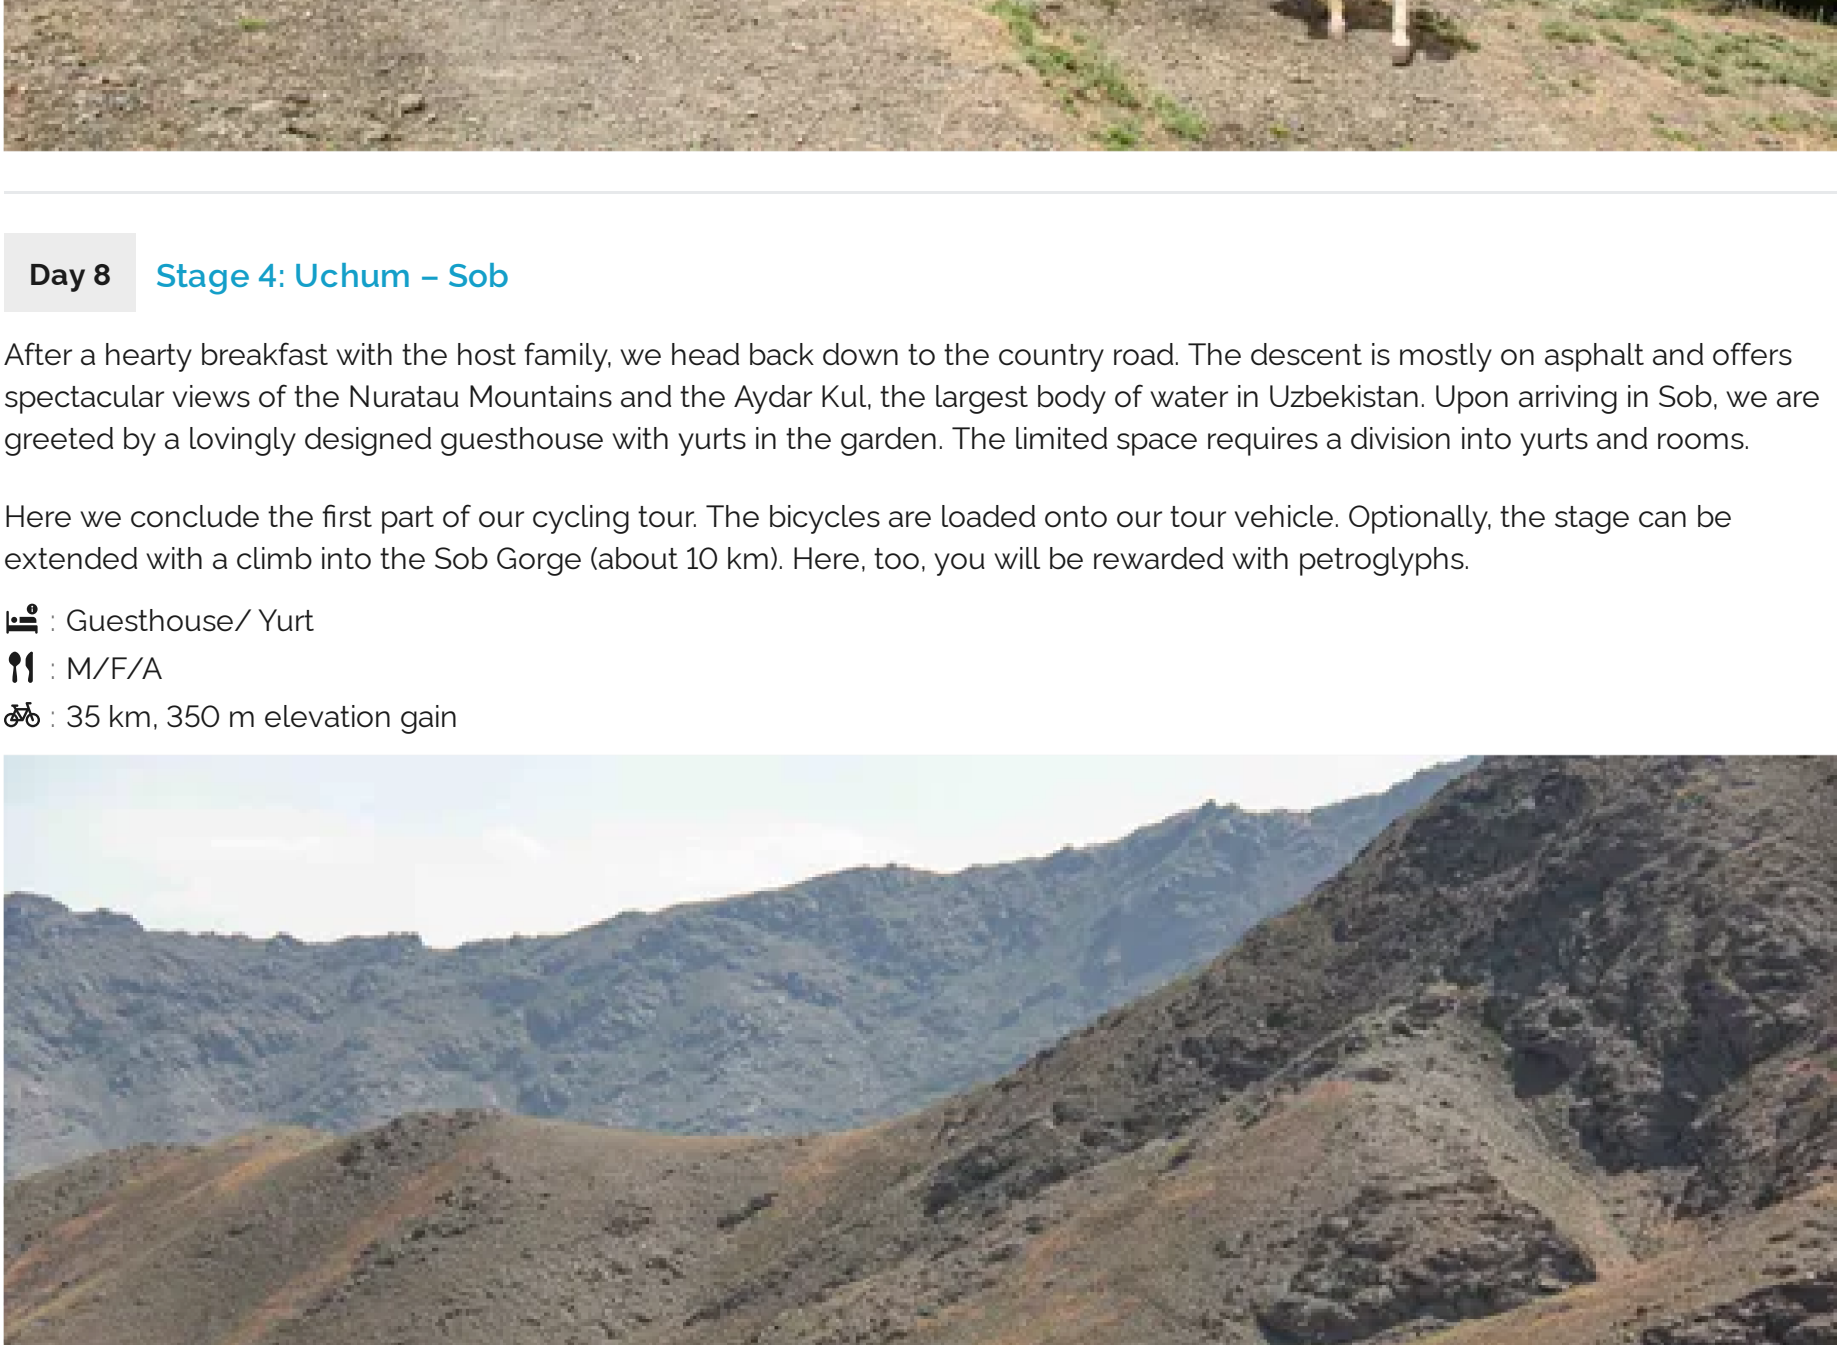 Day 8
Stage 4: Uchum – Sob
After a hearty breakfast with the host family, we head back down to the country road. The descent is mostly on asphalt and offers
spectacular views of the Nuratau Mountains and the Aydar Kul, the largest body of water in Uzbekistan. Upon arriving in Sob, we are
greeted by a lovingly designed guesthouse with yurts in the garden. The limited space requires a division into yurts and rooms.
Here we conclude the first part of our cycling tour. The bicycles are loaded onto our tour vehicle. Optionally, the stage can be
extended with a climb into the Sob Gorge (about 10 km). Here, too, you will be rewarded with petroglyphs.
: Guesthouse/ Yurt
: M/F/A
: 35 km, 350 m elevation gain